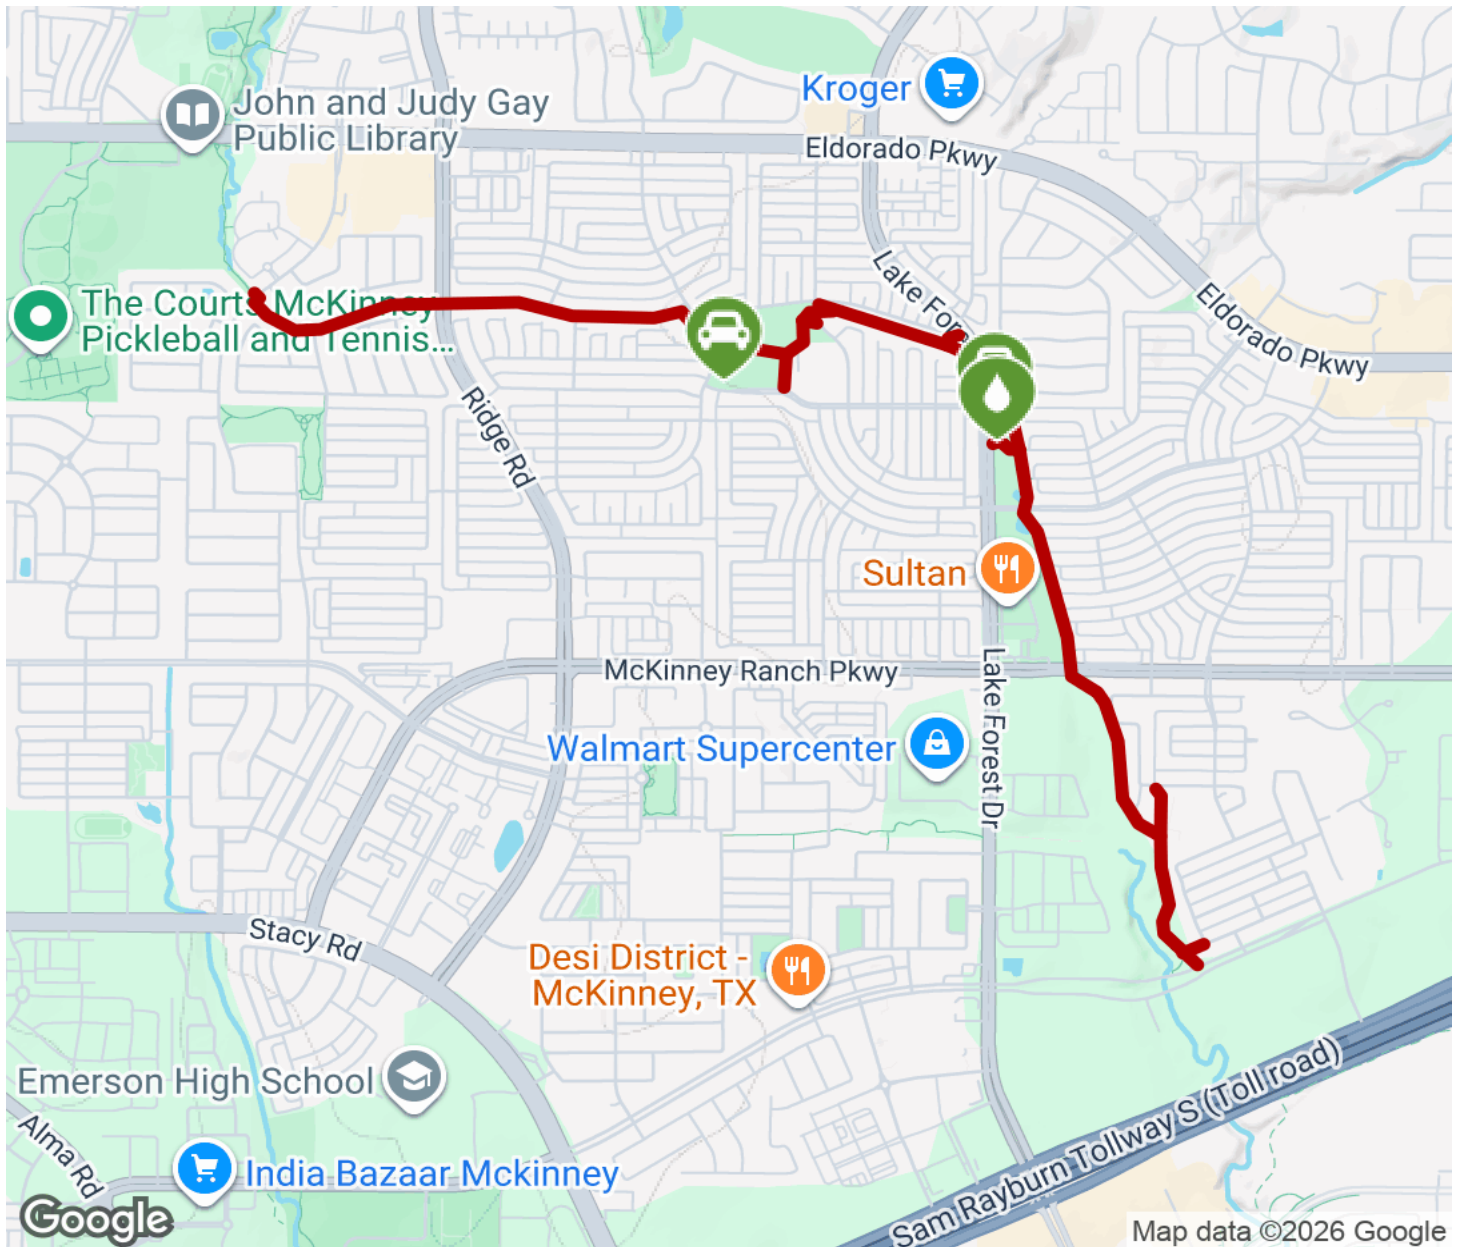 Kroger
John and Judy Gay
Public Library
Eldorado Pkwy
Lake Fore
Eldorado Pkwy
The Courts McKinney
Pickleball and Tennis...
Ridge Rd
Sultan
McKinney Ranch Pkwy
Lake Forest Dr
Walmart Supercenter
Stacy Rd
Desi District -
McKinney, TX
Emerson High School
Sam Rayburn Tollway S (Toll road)
Alma Rd
India Bazaar Mckinney
Google
Map data ©2026 Google